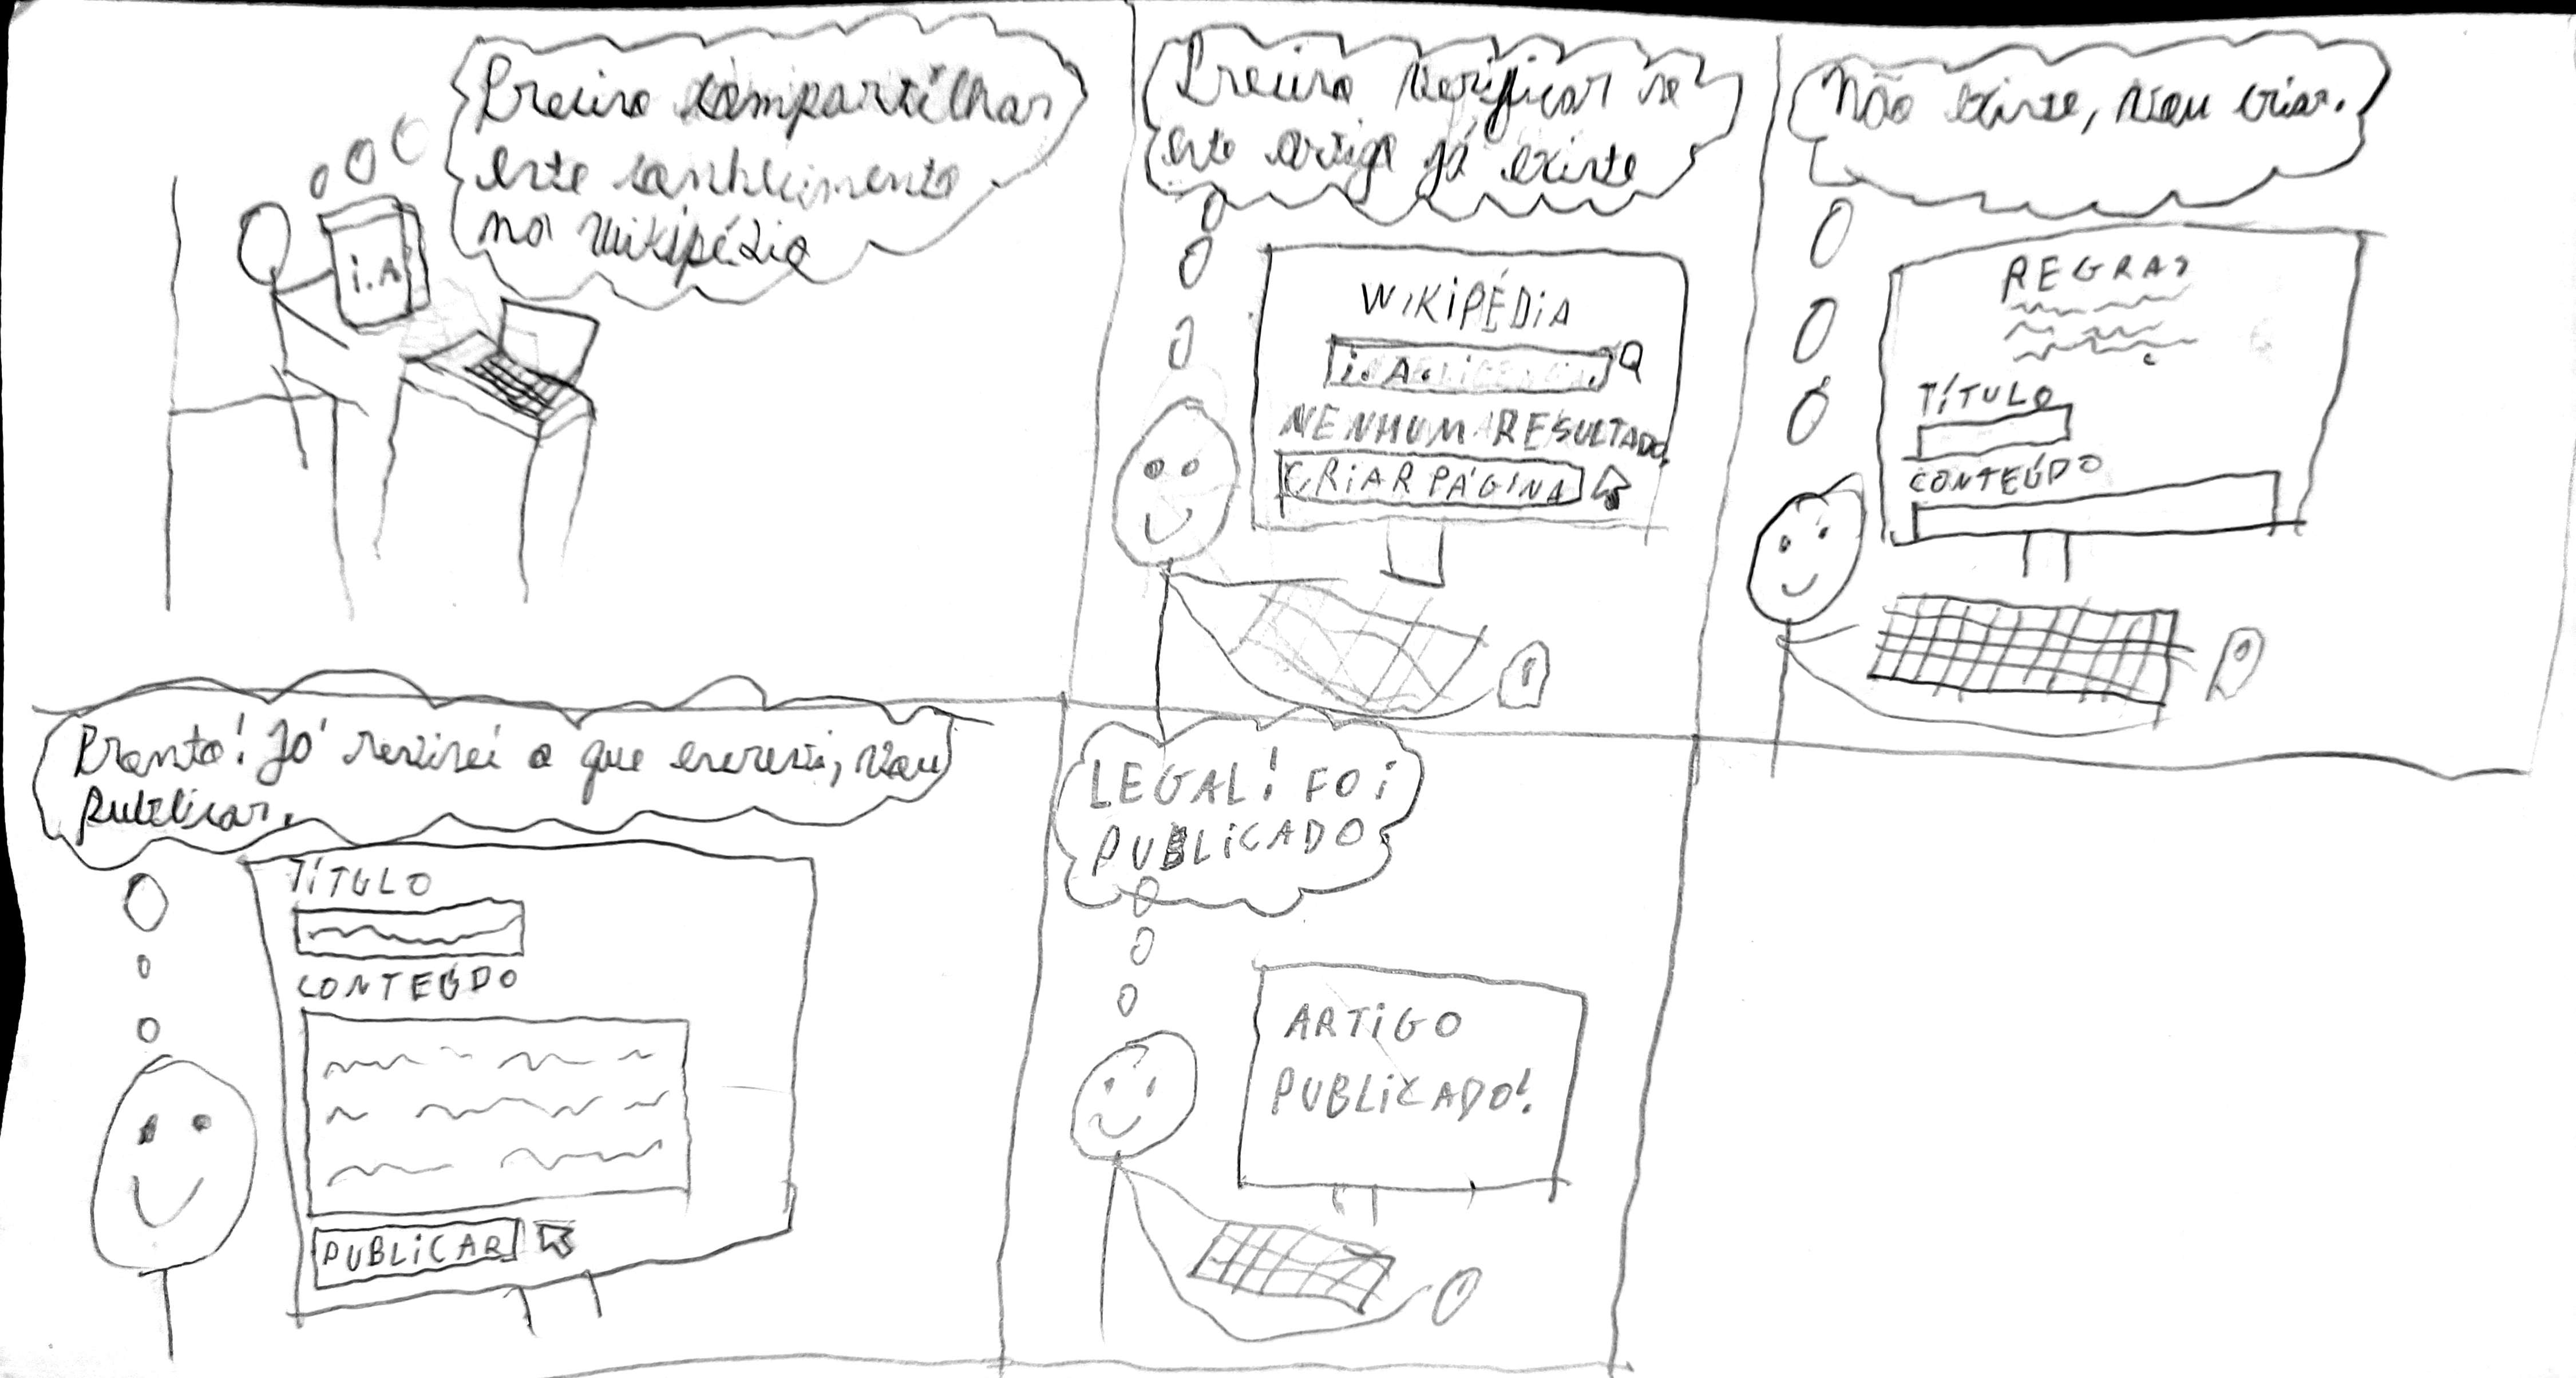 Preciso compartilhar
este conhecimento
na Wikipédia
i.A
Preciso verificar se
este artigo já existe
WIKIPÉDIA
i.A.
NENHUM RESULTADO.
CRIAR PÁGINA
Não existe, vou criar.
REGRAS
TÍTULO
CONTEÚDO
Pronto! Já revisei o que escrevi, vou
publicar.
TÍTULO
CONTEÚDO
PUBLICAR
LEGAL! FOI
PUBLICADO
ARTIGO
PUBLICADO!